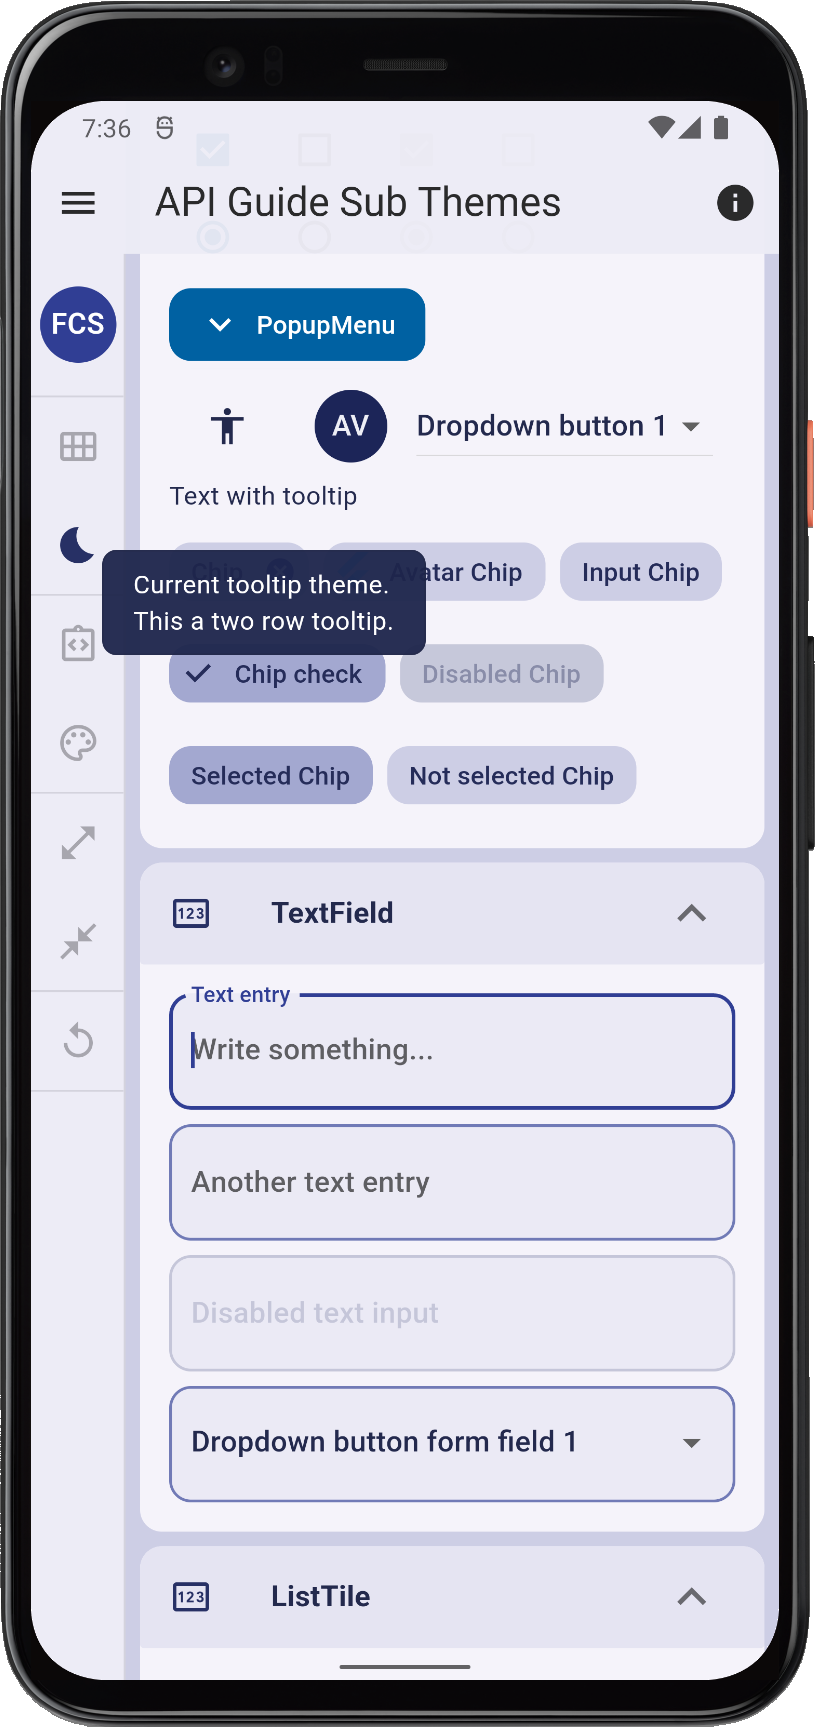 7:36
API Guide Sub Themes
FCS
PopupMenu
AV
Dropdown button 1
Text with tooltip
Chip
Avatar Chip
Input Chip
Current tooltip theme.
This a two row tooltip.
Chip check
Disabled Chip
Selected Chip
Not selected Chip
123
TextField
Text entry
Write something...
Another text entry
Disabled text input
Dropdown button form field 1
123
ListTile